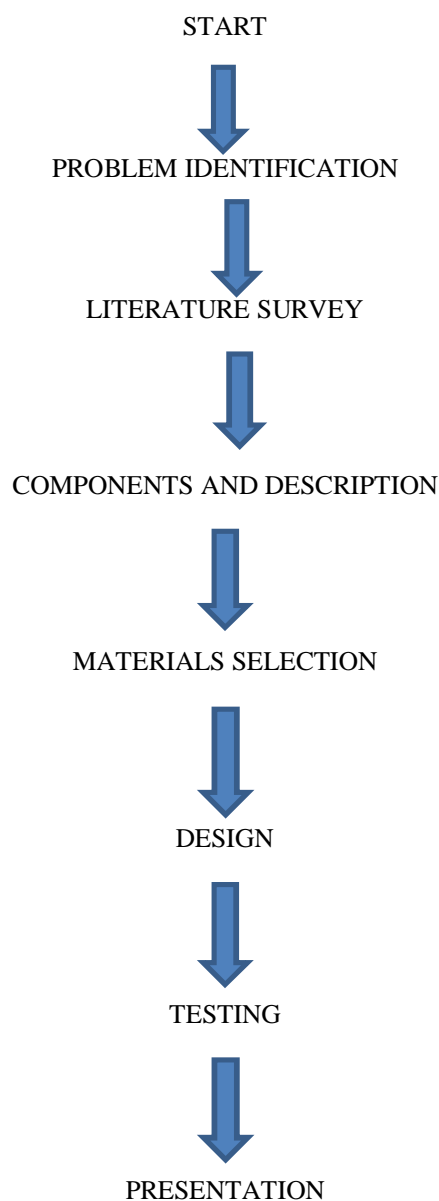 START
PROBLEM IDENTIFICATION
LITERATURE SURVEY
COMPONENTS AND DESCRIPTION
MATERIALS SELECTION
DESIGN
TESTING
PRESENTATION